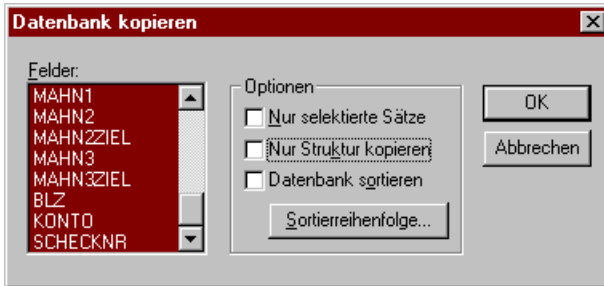 Datenbank kopieren
Felder:
MAHN1
MAHN2
MAHN2ZIEL
MAHN3
MAHN3ZIEL
BLZ
KONTO
SCHECKNR
Optionen
Nur selektierte Sätze
Nur Struktur kopieren
Datenbank sortieren
Sortierreihenfolge...
OK
Abbrechen